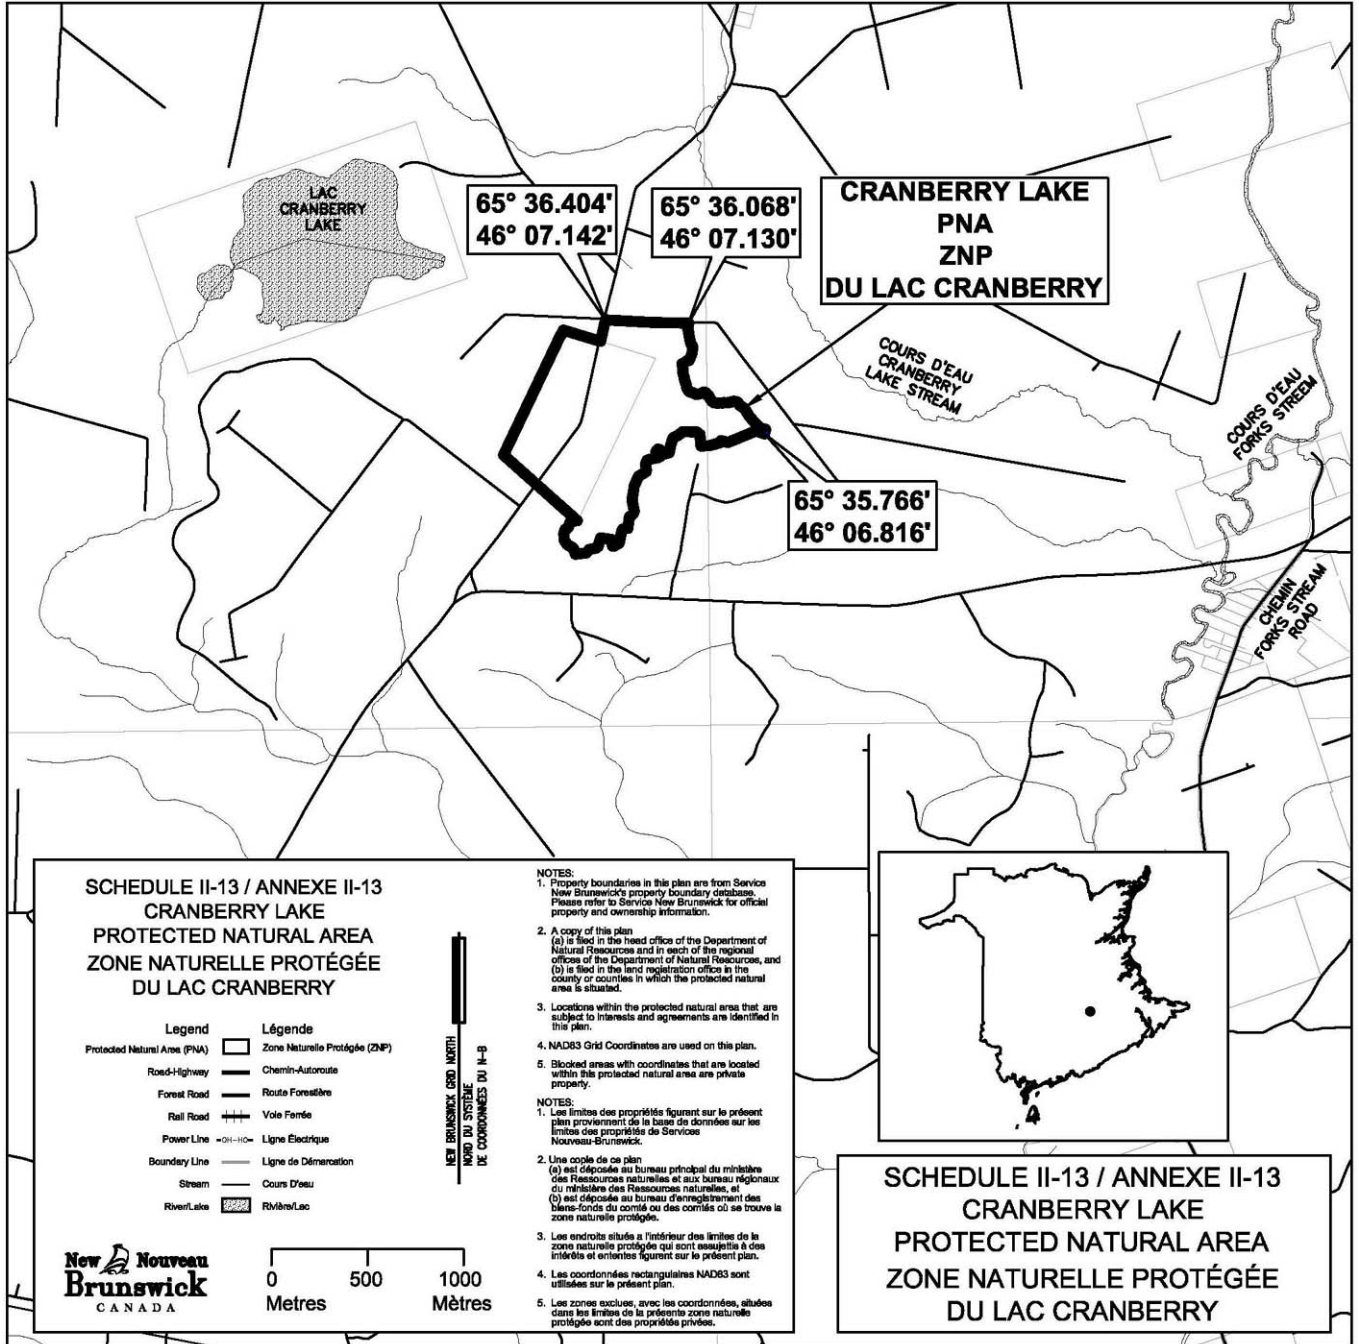 LAC
CRANBERRY
LAKE
65° 36.404'
46° 07.142'
65° 36.068'
46° 07.130'
CRANBERRY LAKE
PNA
ZNP
DU LAC CRANBERRY
COURS D'EAU
CRANBERRY
LAKE STREAM
COURS D'EAU
FORKS STREEM
65° 35.766'
46° 06.816'
CHEMIN
FORKS STREAM
ROAD
SCHEDULE II-13 / ANNEXE II-13
CRANBERRY LAKE
PROTECTED NATURAL AREA
ZONE NATURELLE PROTÉGÉE
DU LAC CRANBERRY
Legend Légende
Protected Natural Area (PNA) Zone Naturelle Protégée (ZNP)
Road-Highway Chemin-Autoroute
Forest Road Route Forestière
Rail Road Voie Ferrée
Power Line -OH-HO- Ligne Électrique
Boundary Line Ligne de Démarcation
Stream Cours D'eau
River/Lake Rivière/Lac
New Nouveau
Brunswick
CANADA
0 500 1000
Metres Mètres
NEW BRUNSWICK GRID NORTH
NORD DU SYSTÈME
DE COORDONNÉES DU N-B
NOTES:
1. Property boundaries in this plan are from Service
New Brunswick's property boundary database.
Please refer to Service New Brunswick for official
property and ownership information.
2. A copy of this plan
(a) is filed in the head office of the Department of
Natural Resources and in each of the regional
offices of the Department of Natural Resources, and
(b) is filed in the land registration office in the
county or counties in which the protected natural
area is situated.
3. Locations within the protected natural area that are
subject to interests and agreements are identified in
this plan.
4. NAD83 Grid Coordinates are used on this plan.
5. Blocked areas with coordinates that are located
within this protected natural area are private
property.
NOTES:
1. Les limites des propriétés figurant sur le présent
plan proviennent de la base de données sur les
limites des propriétés de Services
Nouveau-Brunswick.
2. Une copie de ce plan
(a) est déposée au bureau principal du ministère
des Ressources naturelles et aux bureau régionaux
du ministère des Ressources naturelles, et
(b) est déposée au bureau d'enregistrement des
biens-fonds du comté ou des comtés où se trouve la
zone naturelle protégée.
3. Les endroits situés a l'intérieur des limites de la
zone naturelle protégée qui sont assujettis à des
intérêts et ententes figurent sur le présent plan.
4. Les coordonnées rectangulaires NAD83 sont
utilisées sur le présent plan.
5. Les zones exclues, avec les coordonnées, situées
dans les limites de la présente zone naturelle
protégée sont des propriétés privées.
SCHEDULE II-13 / ANNEXE II-13
CRANBERRY LAKE
PROTECTED NATURAL AREA
ZONE NATURELLE PROTÉGÉE
DU LAC CRANBERRY